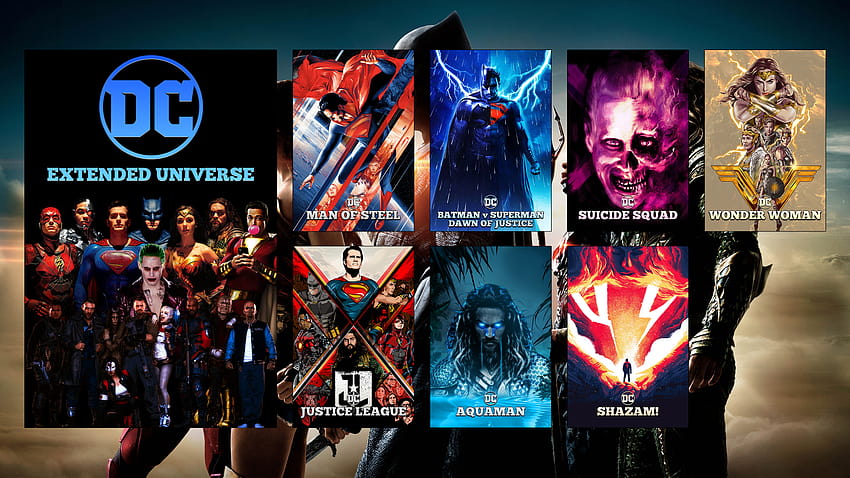 DC
EXTENDED UNIVERSE
DC
MAN OF STEEL
DC
BATMAN v SUPERMAN
DAWN OF JUSTICE
DC
SUICIDE SQUAD
DC
WONDER WOMAN
DC
JUSTICE LEAGUE
DC
AQUAMAN
DC
SHAZAM!